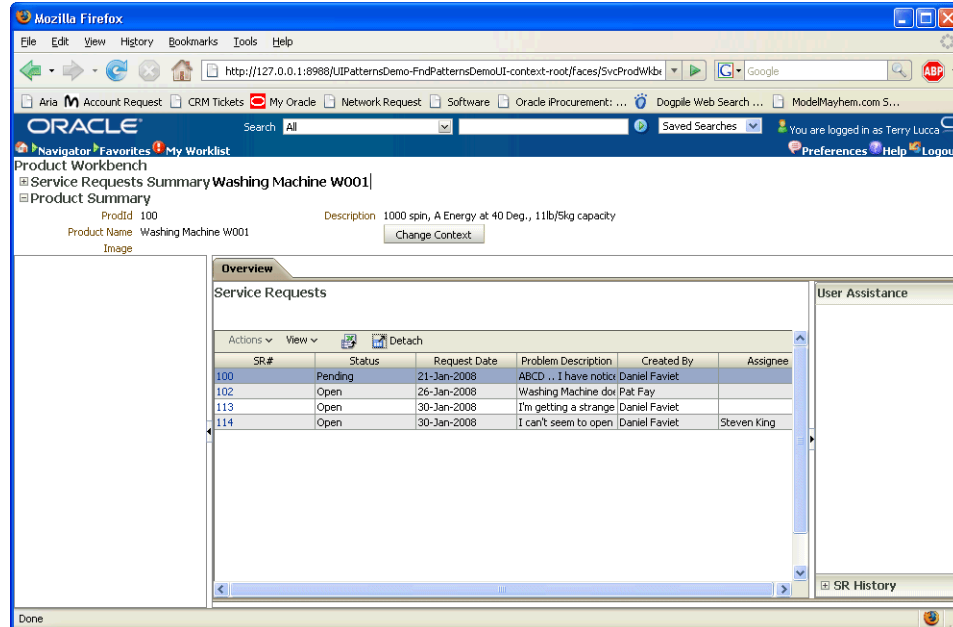 Mozilla Firefox
File Edit View History Bookmarks Tools Help
http://127.0.0.1:8988/UIPatternsDemo-FndPatternsDemoUI-context-root/faces/SvcProdWkbe G Google ABP
Aria Account Request CRM Tickets My Oracle Network Request Software Oracle iProcurement: ... Dogpile Web Search ... ModelMayhem.com S...
ORACLE Search All Saved Searches You are logged in as Terry Lucca
Navigator Favorites My Worklist Preferences Help Logou
Product Workbench
Service Requests Summary Washing Machine W001
Product Summary
ProdId 100 Description 1000 spin, A Energy at 40 Deg., 11lb/5kg capacity
Product Name Washing Machine W001 Change Context
Image
Overview
Service Requests User Assistance
Actions View Detach
SR# Status Request Date Problem Description Created By Assignee
100 Pending 21-Jan-2008 ABCD .. I have notice Daniel Faviet
102 Open 26-Jan-2008 Washing Machine doe Pat Fay
113 Open 30-Jan-2008 I'm getting a strange Daniel Faviet
114 Open 30-Jan-2008 I can't seem to open Daniel Faviet Steven King
SR History
Done